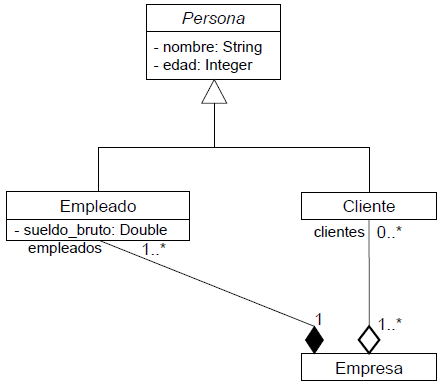 Persona
- nombre: String
- edad: Integer
Empleado
- sueldo_bruto: Double
Cliente
empleados
1..*
clientes
0..*
1
1..*
Empresa